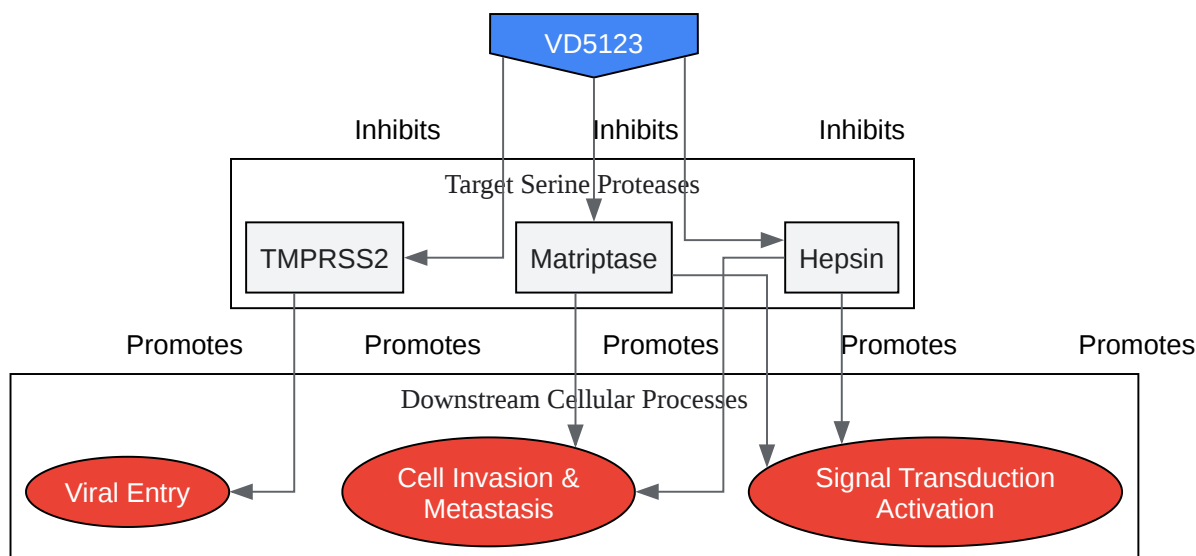 VD5123
Inhibits
Inhibits
Inhibits
Target Serine Proteases
TMPRSS2
Matriptase
Hepsin
Promotes
Promotes
Promotes
Promotes
Promotes
Downstream Cellular Processes
Viral Entry
Cell Invasion &
Metastasis
Signal Transduction
Activation